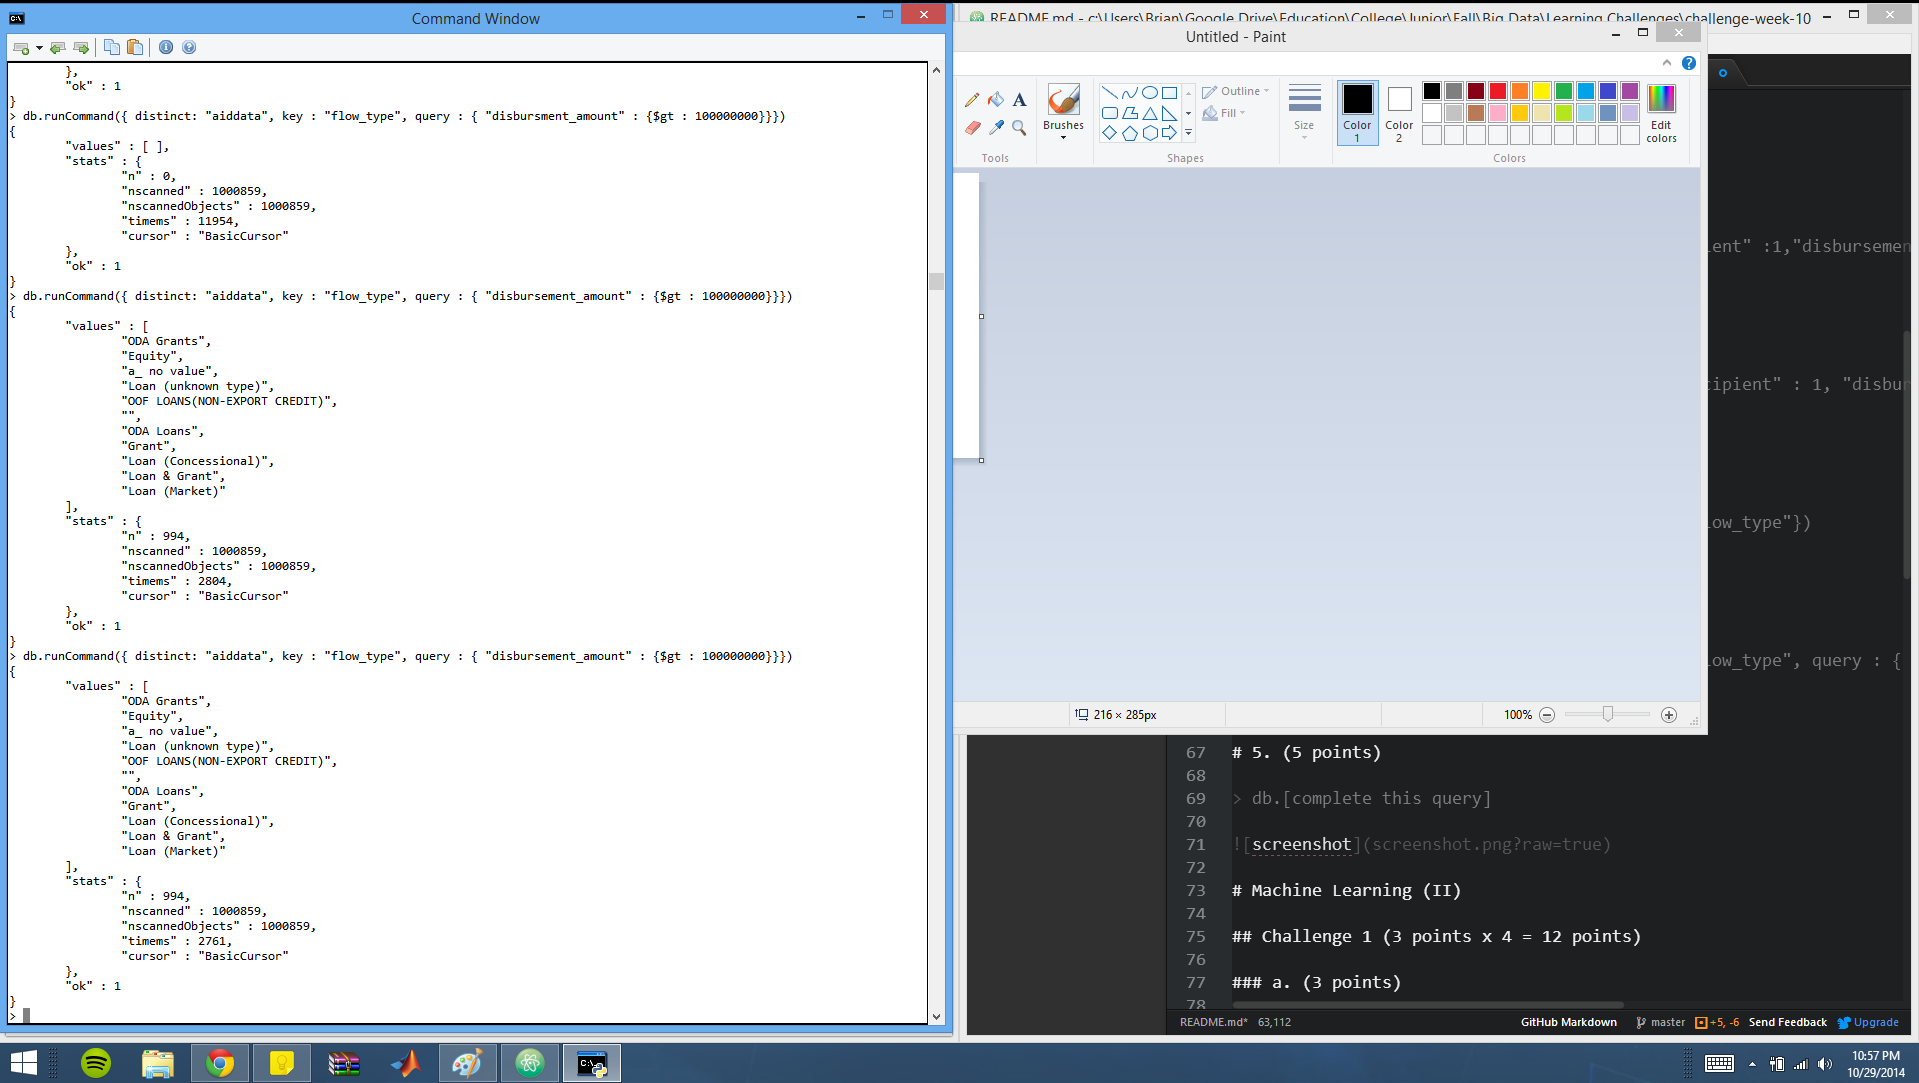 Command Window
},
"ok" : 1
}
> db.runCommand({ distinct: "aiddata", key : "flow_type", query : { "disbursment_amount" : {$gt : 100000000}}})
{
"values" : [ ],
"stats" : {
"n" : 0,
"nscanned" : 1000859,
"nscannedObjects" : 1000859,
"timems" : 11954,
"cursor" : "BasicCursor"
},
"ok" : 1
}
> db.runCommand({ distinct: "aiddata", key : "flow_type", query : { "disbursement_amount" : {$gt : 100000000}}})
{
"values" : [
"ODA Grants",
"Equity",
"a_ no value",
"Loan (unknown type)",
"OOF LOANS(NON-EXPORT CREDIT)",
"",
"ODA Loans",
"Grant",
"Loan (Concessional)",
"Loan & Grant",
"Loan (Market)"
],
"stats" : {
"n" : 994,
"nscanned" : 1000859,
"nscannedObjects" : 1000859,
"timems" : 2804,
"cursor" : "BasicCursor"
},
"ok" : 1
}
> db.runCommand({ distinct: "aiddata", key : "flow_type", query : { "disbursement_amount" : {$gt : 100000000}}})
{
"values" : [
"ODA Grants",
"Equity",
"a_ no value",
"Loan (unknown type)",
"OOF LOANS(NON-EXPORT CREDIT)",
"",
"ODA Loans",
"Grant",
"Loan (Concessional)",
"Loan & Grant",
"Loan (Market)"
],
"stats" : {
"n" : 994,
"nscanned" : 1000859,
"nscannedObjects" : 1000859,
"timems" : 2761,
"cursor" : "BasicCursor"
},
"ok" : 1
}
>
README.md - c:\Users\Brian\Google Drive\Education\College\Junior\Fall\Big Data\Learning Challenges\challenge-week-10
Untitled - Paint
Brushes
Tools
Outline
Fill
Shapes
Size
Color 1
Color 2
Edit colors
Colors
216 × 285px
100%
ient" :1,"disbursemen
cipient" : 1, "disbur
low_type"})
low_type", query : {
67 # 5. (5 points)
68
69 > db.[complete this query]
70
71 ![screenshot](screenshot.png?raw=true)
72
73 # Machine Learning (II)
74
75 ## Challenge 1 (3 points x 4 = 12 points)
76
77 ### a. (3 points)
78
README.md* 63,112
GitHub Markdown master +5, -6 Send Feedback Upgrade
10:57 PM
10/29/2014